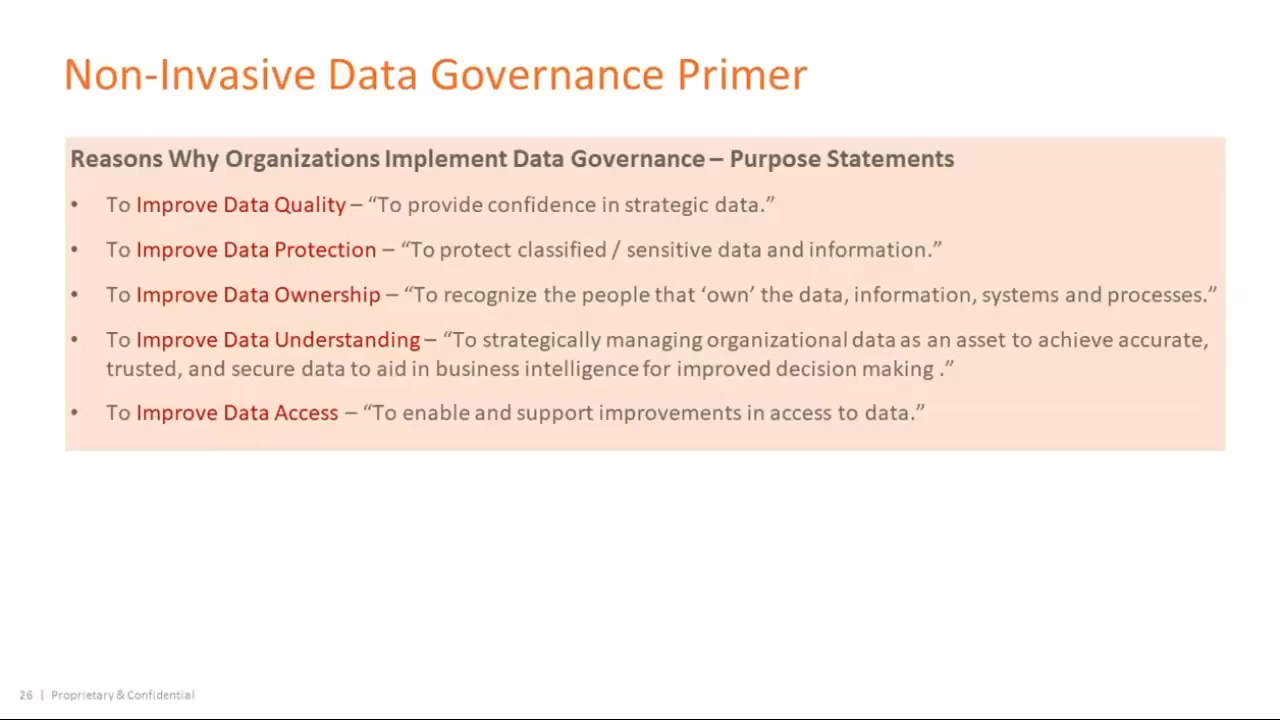 Non-Invasive Data Governance Primer
Reasons Why Organizations Implement Data Governance – Purpose Statements
• To Improve Data Quality – “To provide confidence in strategic data.”
• To Improve Data Protection – “To protect classified / sensitive data and information.”
• To Improve Data Ownership – “To recognize the people that ‘own’ the data, information, systems and processes.”
• To Improve Data Understanding – “To strategically managing organizational data as an asset to achieve accurate,
trusted, and secure data to aid in business intelligence for improved decision making .”
• To Improve Data Access – “To enable and support improvements in access to data.”
26 | Proprietary & Confidential